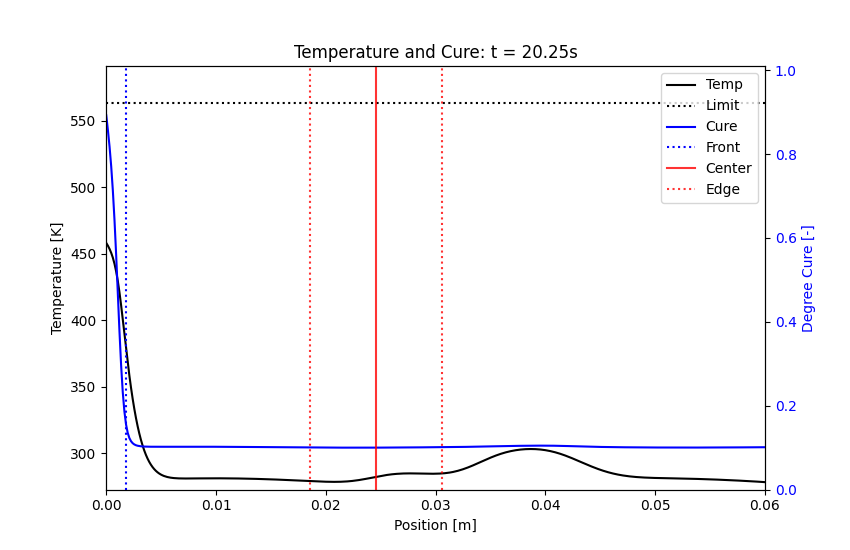 Temperature and Cure: t = 20.25s
Temperature [K]
550
500
450
400
350
300
Temp
Limit
Cure
Front
Center
Edge
1.0
0.8
0.6
0.4
0.2
0.0
Degree Cure [-]
0.00 0.01 0.02 0.03 0.04 0.05 0.06
Position [m]